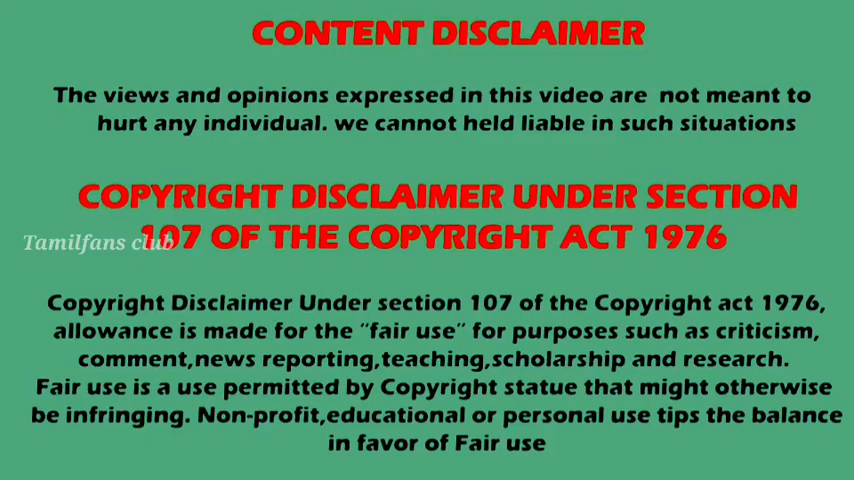 CONTENT DISCLAIMER
The views and opinions expressed in this video are not meant to
hurt any individual. we cannot held liable in such situations
COPYRIGHT DISCLAIMER UNDER SECTION
107 OF THE COPYRIGHT ACT 1976
Tamilfans club
Copyright Disclaimer Under section 107 of the Copyright act 1976,
allowance is made for the "fair use" for purposes such as criticism,
comment,news reporting,teaching,scholarship and research.
Fair use is a use permitted by Copyright statue that might otherwise
be infringing. Non-profit,educational or personal use tips the balance
in favor of Fair use